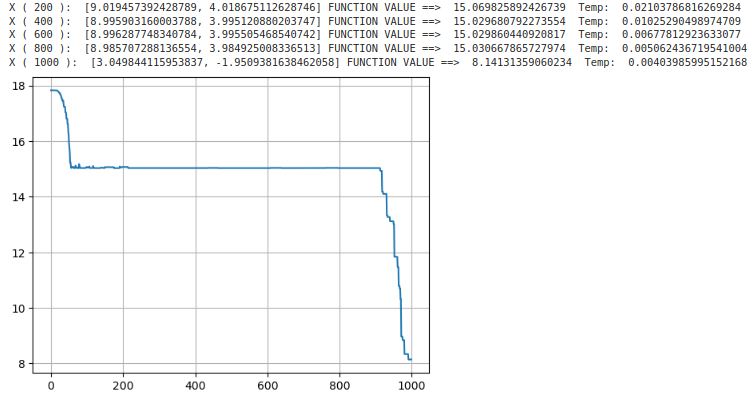 X ( 200 ):  [9.019457392428789, 4.018675112628746] FUNCTION VALUE ==>  15.069825892426739  Temp:  0.02103786816269284
X ( 400 ):  [8.995903160003788, 3.995120880203747] FUNCTION VALUE ==>  15.029680792273554  Temp:  0.01025290498974709
X ( 600 ):  [8.996287748340784, 3.995505468540742] FUNCTION VALUE ==>  15.029860440920817  Temp:  0.00677812923633077
X ( 800 ):  [8.985707288136554, 3.984925008336513] FUNCTION VALUE ==>  15.030667865727974  Temp:  0.005062436719541004
X ( 1000 ):  [3.049844115953837, -1.9509381638462058] FUNCTION VALUE ==>  8.14131359060234  Temp:  0.00403985995152168
18
16
14
12
10
8
0 200 400 600 800 1000